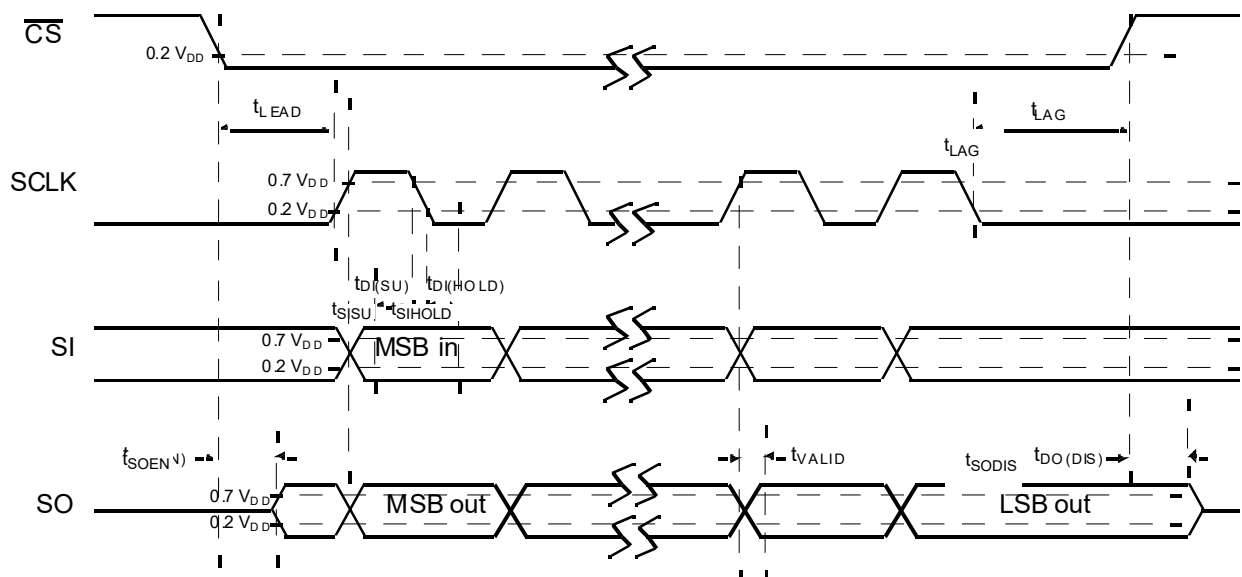 CS
0.2 VDD
tLEAD
tLAG
tLAG
SCLK
0.7 VDD
0.2 VDD
tDI(SU)
tDI(HOLD)
tSISU
tSIHOLD
SI
0.7 VDD
MSB in
0.2 VDD
tSOEN
tVALID
tSODIS
tDO(DIS)
SO
0.7 VDD
MSB out
LSB out
0.2 VDD